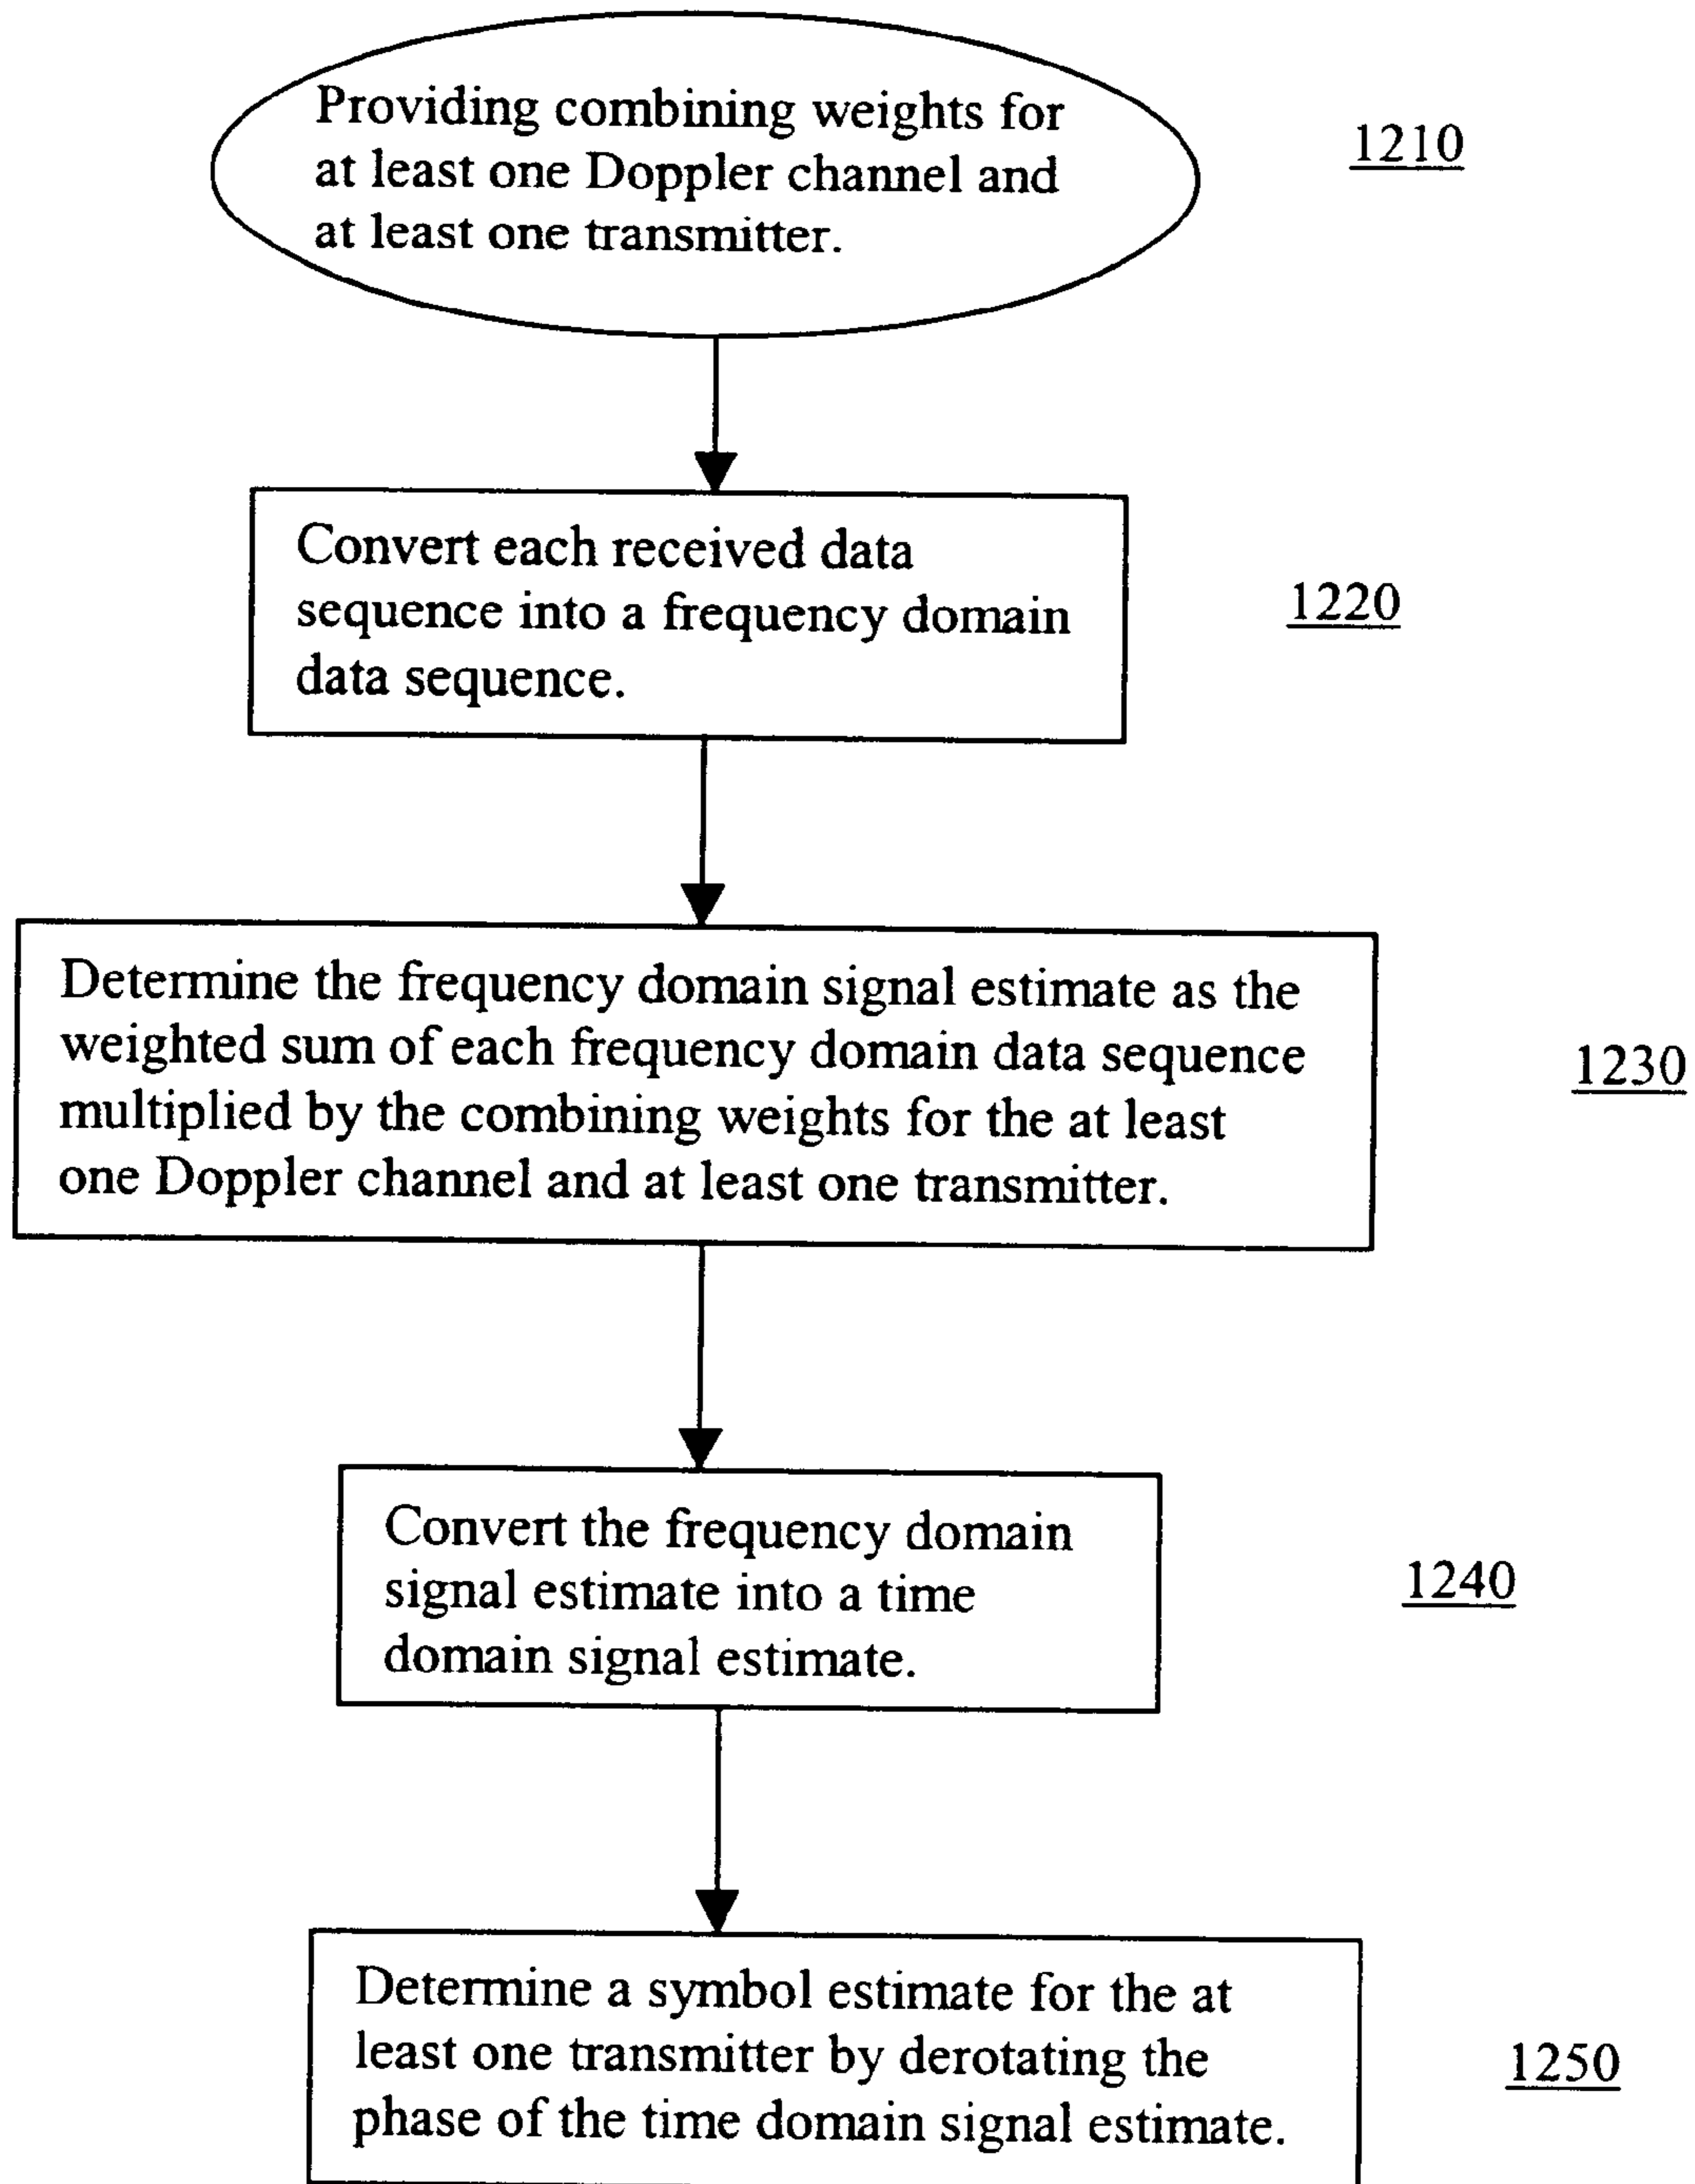 Providing combining weights for
at least one Doppler channel and
at least one transmitter.
1210
Convert each received data
sequence into a frequency domain
data sequence.
1220
Determine the frequency domain signal estimate as the
weighted sum of each frequency domain data sequence
multiplied by the combining weights for the at least
one Doppler channel and at least one transmitter.
1230
Convert the frequency domain
signal estimate into a time
domain signal estimate.
1240
Determine a symbol estimate for the at
least one transmitter by derotating the
phase of the time domain signal estimate.
1250